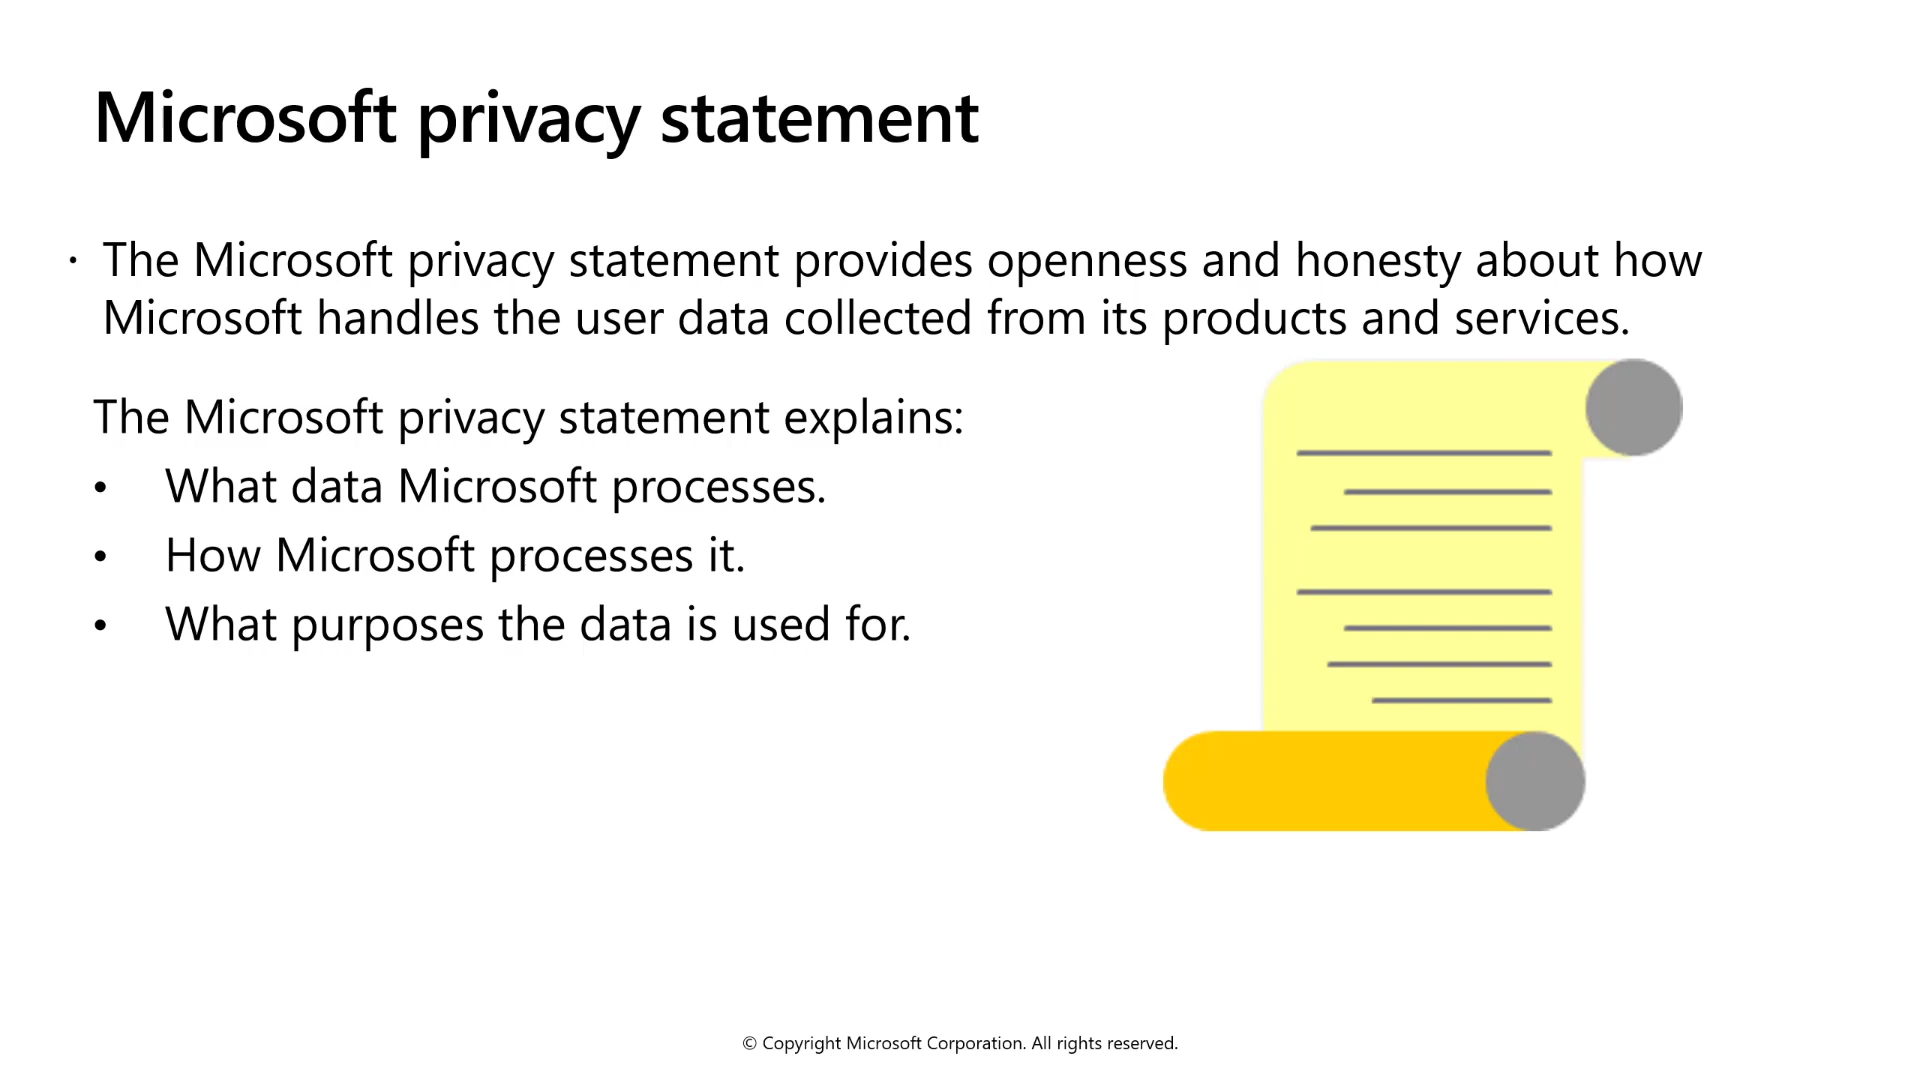 Microsoft privacy statement
· The Microsoft privacy statement provides openness and honesty about how
Microsoft handles the user data collected from its products and services.
The Microsoft privacy statement explains:
• What data Microsoft processes.
• How Microsoft processes it.
• What purposes the data is used for.
© Copyright Microsoft Corporation. All rights reserved.